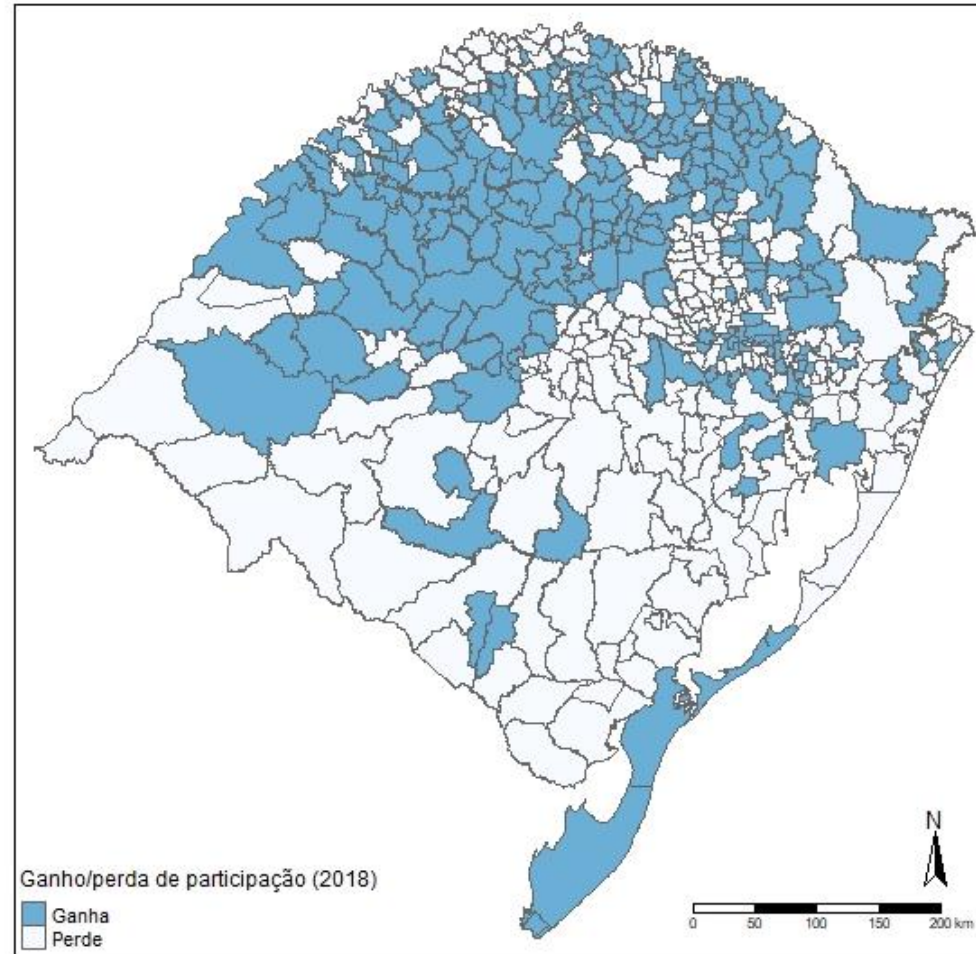 N
Ganho/perda de participação (2018)
Ganha
Perde
0 50 100 150 200 km